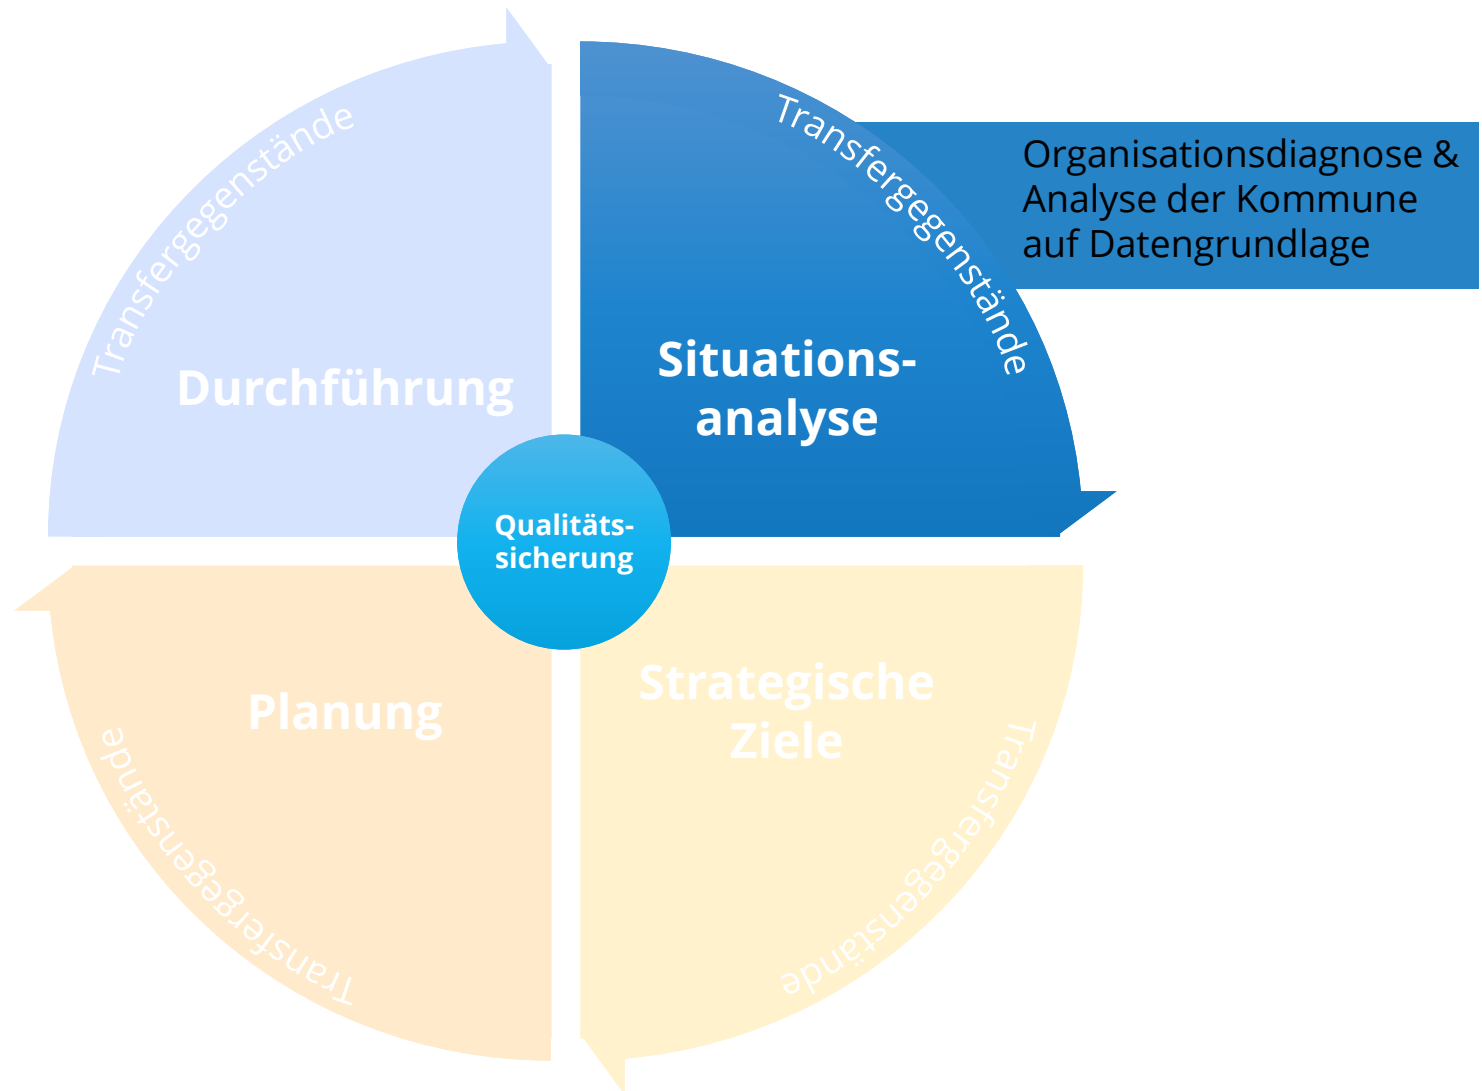 Transfergegenstände
Durchführung
Transfergegenstände
Situations-
analyse
Organisationsdiagnose &
Analyse der Kommune
auf Datengrundlage
Qualitäts-
sicherung
Planung
Transfergegenstände
Strategische
Ziele
Transfergegenstände